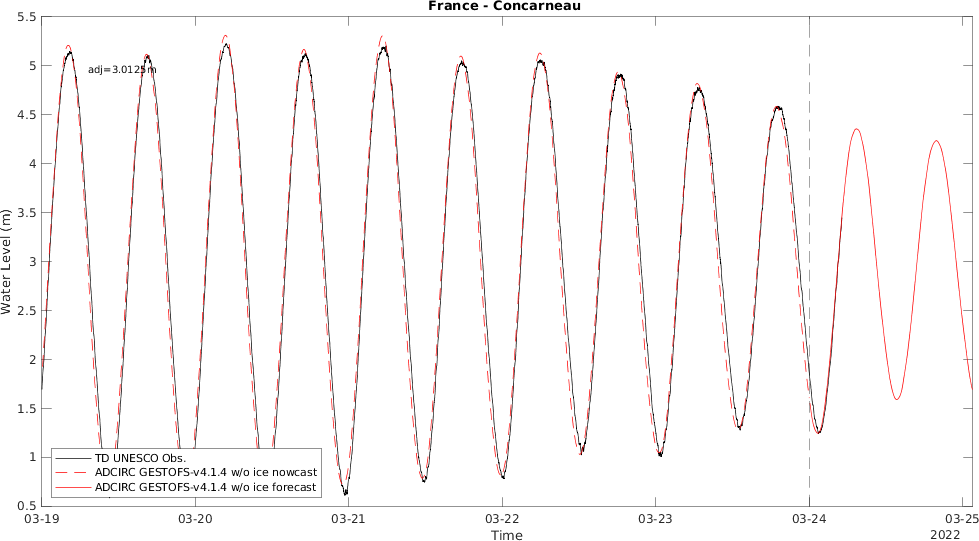 France - Concarneau
5.5
5
4.5
4
3.5
3
2.5
2
1.5
1
0.5
Water Level (m)
adj=3.0125m
TD UNESCO Obs.
ADCIRC GESTOFS-v4.1.4 w/o ice nowcast
ADCIRC GESTOFS-v4.1.4 w/o ice forecast
03-19
03-20
03-21
03-22
03-23
03-24
03-25
Time
2022